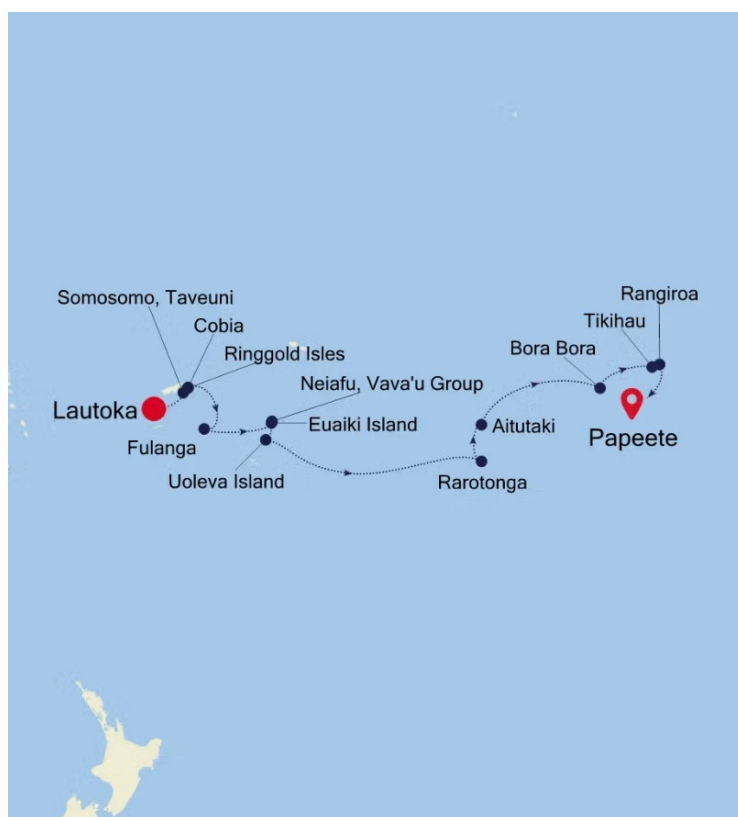 Rangiroa
Somosomo, Taveuni
Tikihau
Cobia
Bora Bora
Ringgold Isles
Neiafu, Vava'u Group
Lautoka
Euaiki Island
Aitutaki
Papeete
Fulanga
Uoleva Island
Rarotonga